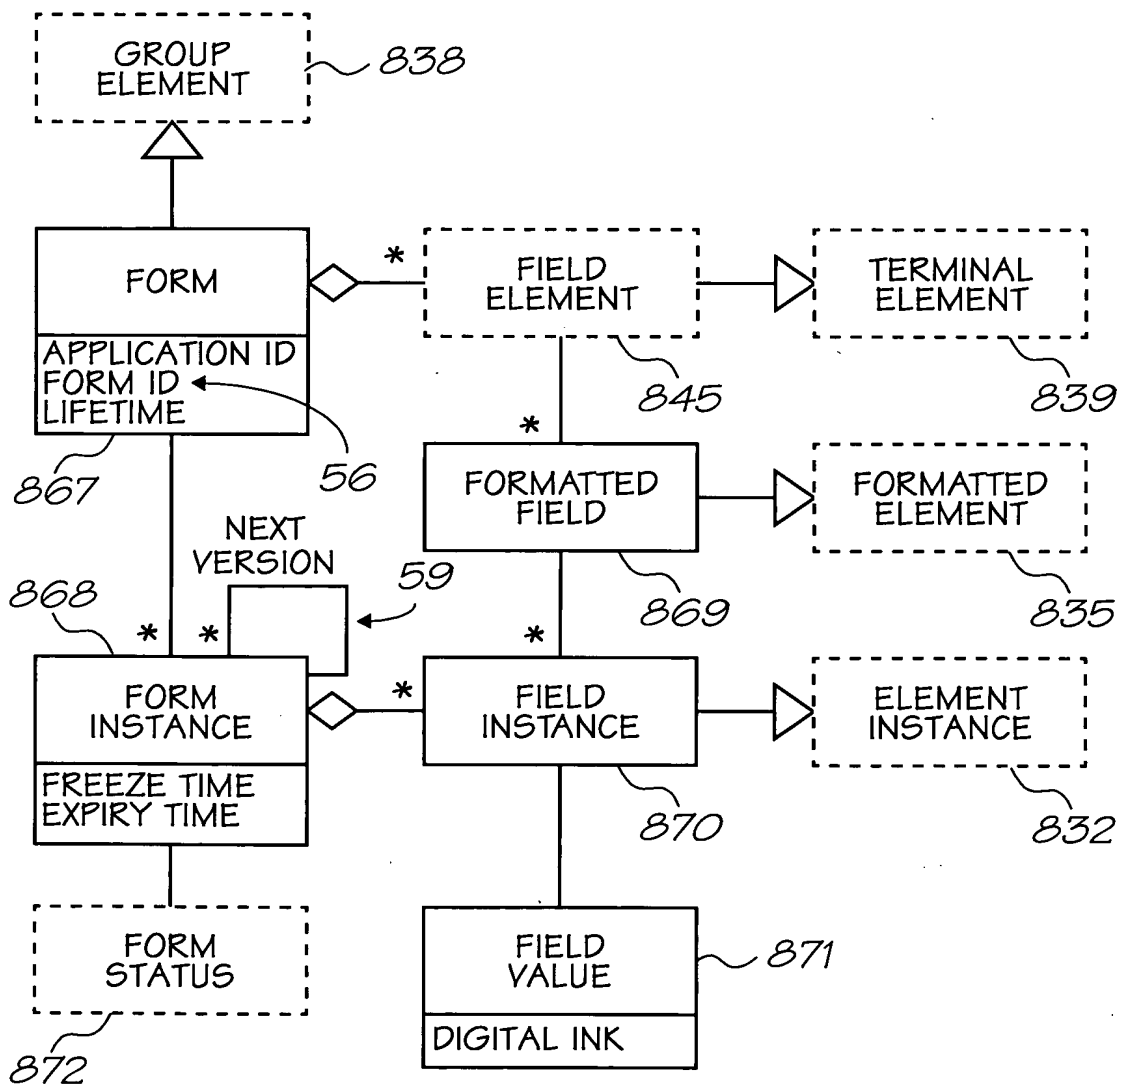 GROUP
ELEMENT
838
FORM
*
FIELD
ELEMENT
TERMINAL
ELEMENT
APPLICATION ID
FORM ID
LIFETIME
845
839
867
56
*
FORMATTED
FIELD
FORMATTED
ELEMENT
NEXT
VERSION
59
869
835
868
*
*
*
FORM
INSTANCE
*
FIELD
INSTANCE
ELEMENT
INSTANCE
FREEZE TIME
EXPIRY TIME
870
832
FORM
STATUS
FIELD
VALUE
871
872
DIGITAL INK